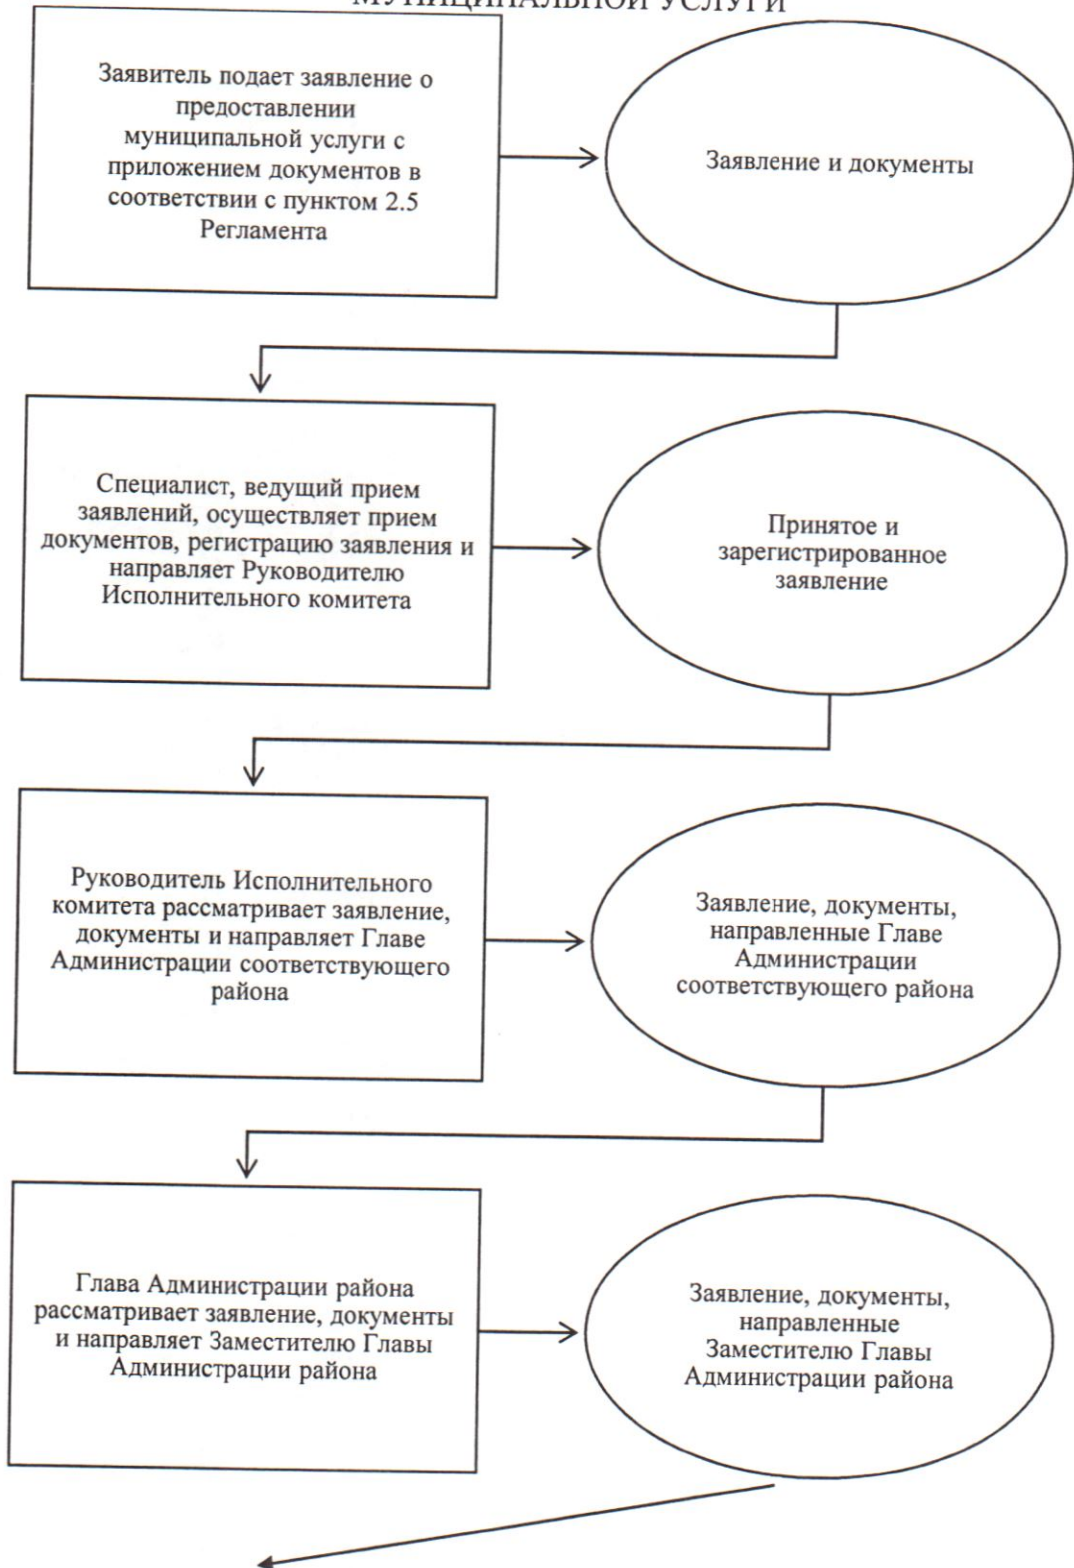 МУНИЦИПАЛЬНОЙ УСЛУГИ
Заявитель подает заявление о
предоставлении
муниципальной услуги с
приложением документов в
соответствии с пунктом 2.5
Регламента
Заявление и документы
Специалист, ведущий прием
заявлений, осуществляет прием
документов, регистрацию заявления и
направляет Руководителю
Исполнительного комитета
Принятое и
зарегистрированное
заявление
Руководитель Исполнительного
комитета рассматривает заявление,
документы и направляет Главе
Администрации соответствующего
района
Заявление, документы,
направленные Главе
Администрации
соответствующего района
Глава Администрации района
рассматривает заявление, документы
и направляет Заместителю Главы
Администрации района
Заявление, документы,
направленные
Заместителю Главы
Администрации района